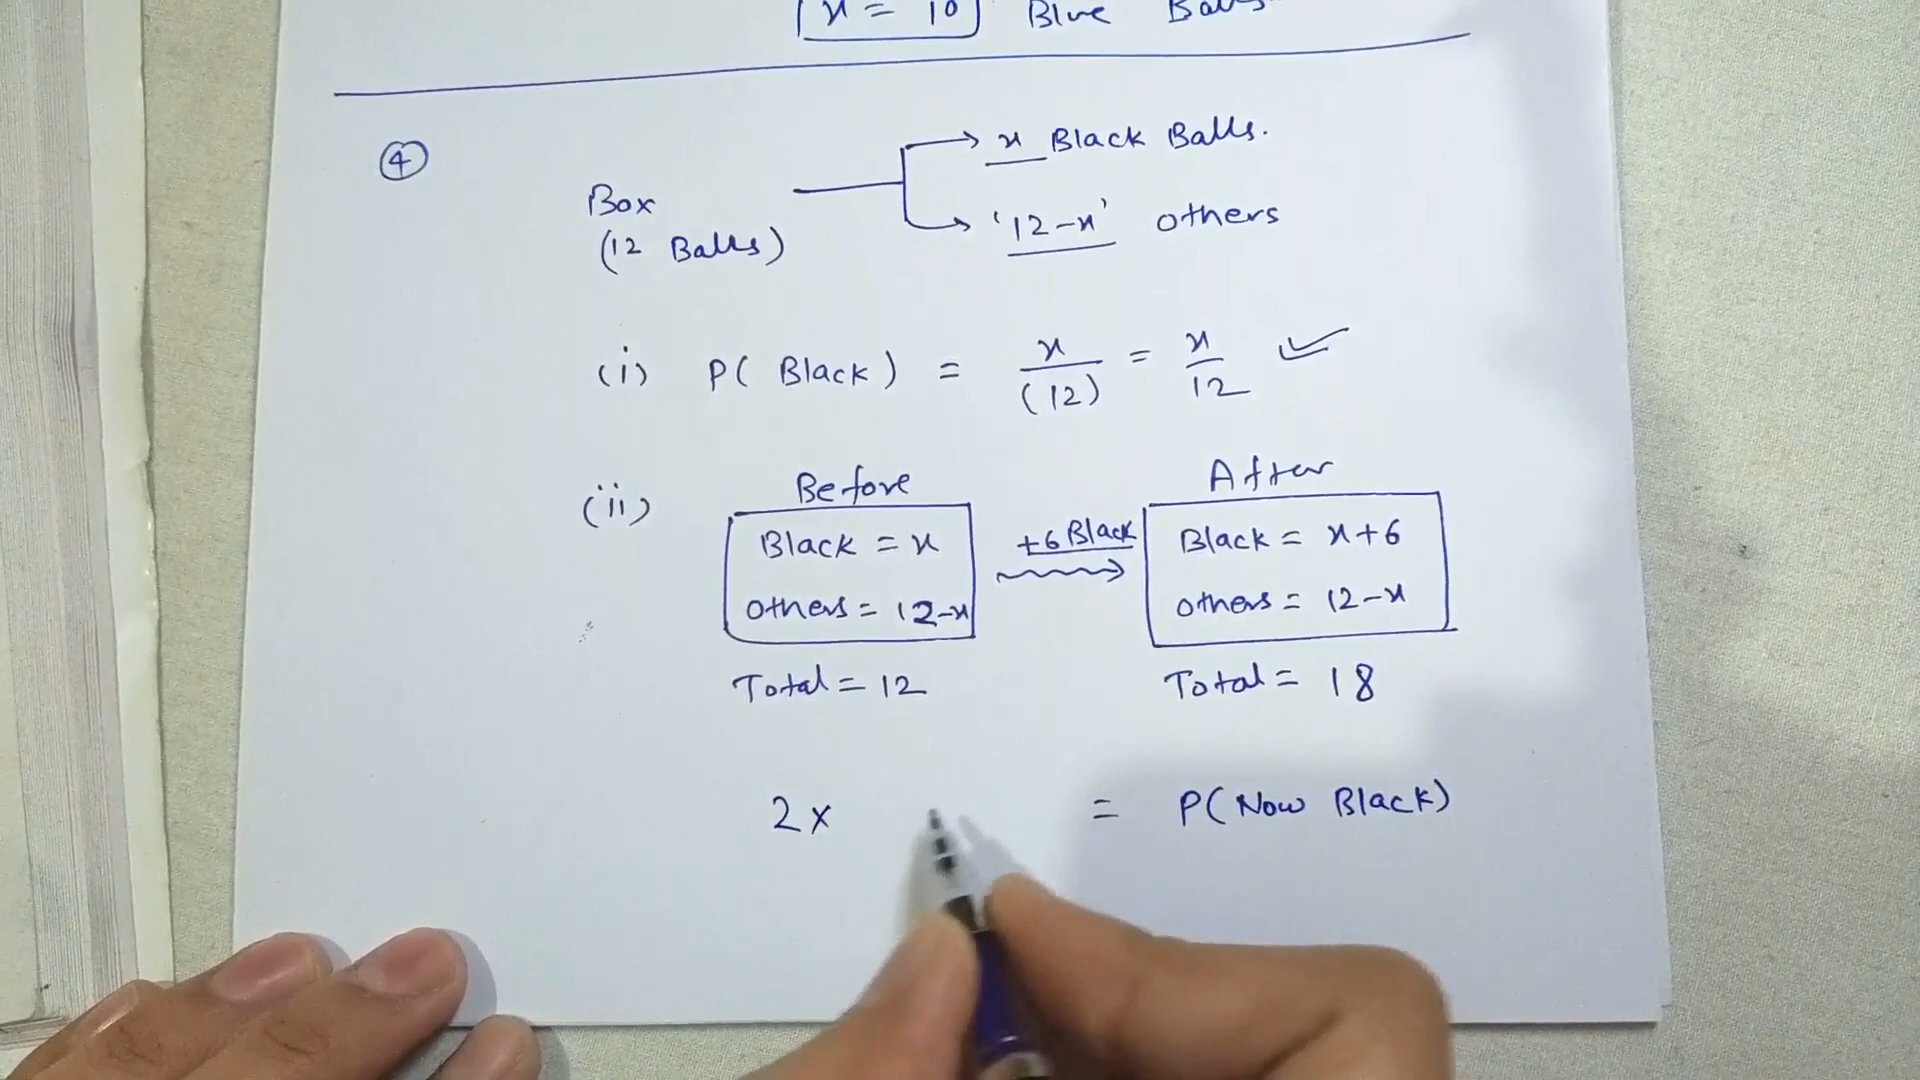 x = 10 Blue Balls
4
x Black Balls.
Box
(12 Balls)
'12-x' others
(i) P( Black ) = x/(12) = x/12 ✓
(ii) Before
After
Black = x
+6 Black
Black = x+6
others = 12-x
others = 12-x
Total = 12
Total = 18
2x = P(Now Black)